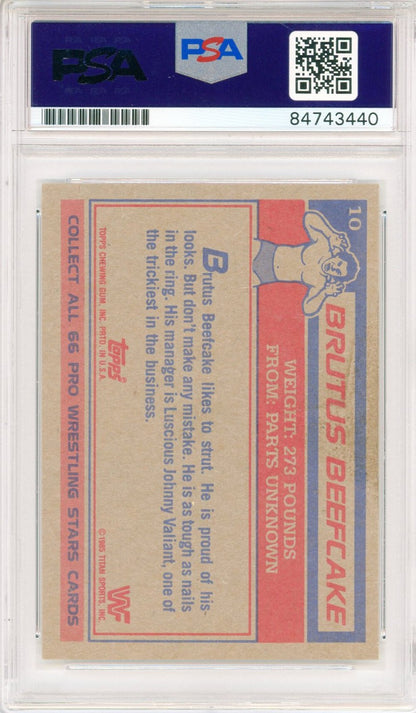 PSA
PSA
84743440
10
BRUTUS BEEFCAKE
WEIGHT: 273 POUNDS
FROM: PARTS UNKNOWN
Brutus Beefcake likes to strut. He is proud of his
looks. But don't make any mistake. He is as tough as nails
in the ring. His manager is Luscious Johnny Valiant, one of
the trickiest in the business.
TOPPS CHEWING GUM, INC. PRTD. IN U.S.A.
Topps
© 1985 TITAN SPORTS, INC.
WF
COLLECT ALL 66 PRO WRESTLING STARS CARDS